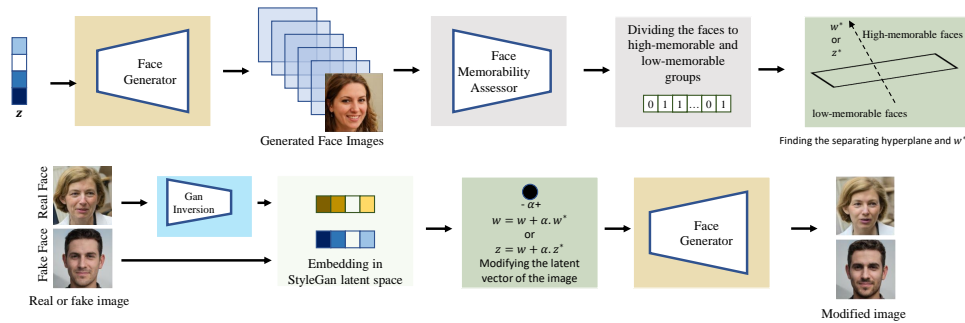 z
Face
Generator
Generated Face Images
Face
Memorability
Assessor
Dividing the faces to
high-memorable and
low-memorable
groups
0 1 1 ... 0 1
w*
or
z*
High-memorable faces
low-memorable faces
Finding the separating hyperplane and w*
Real Face
Fake Face
Real or fake image
Gan
Inversion
Embedding in
StyleGan latent space
- α+
w = w + α. w*
or
z = w + α. z*
Modifying the latent
vector of the image
Face
Generator
Modified image